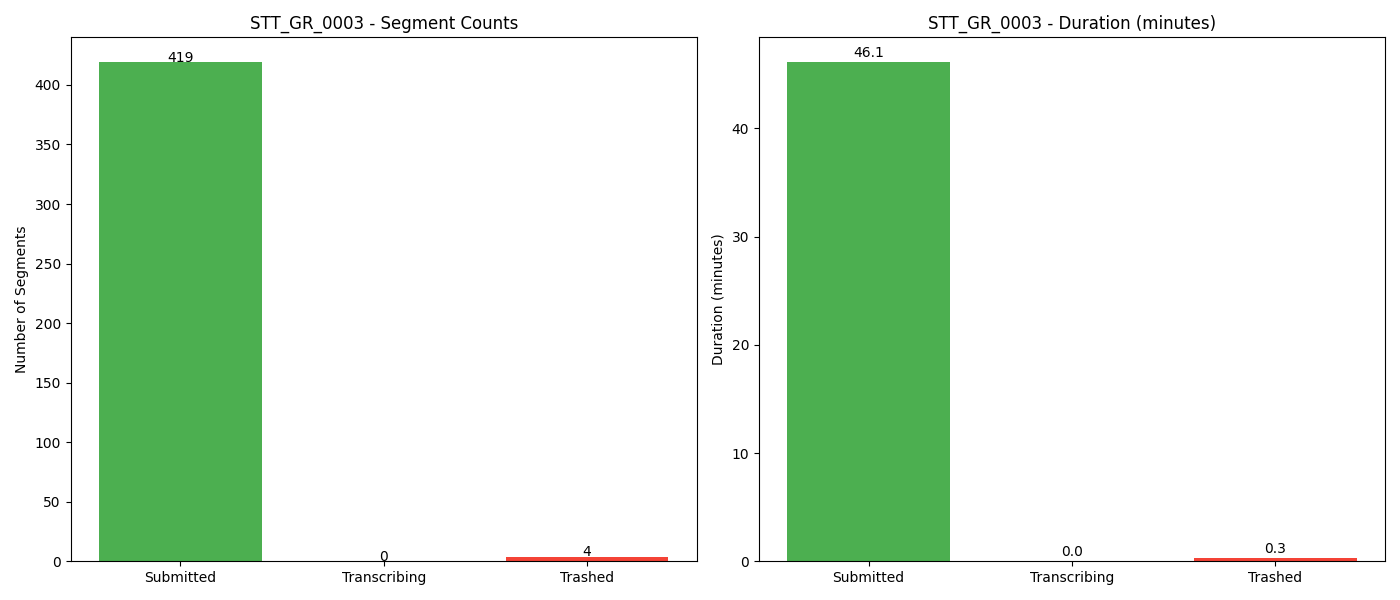 STT_GR_0003 - Segment Counts
Number of Segments
400
350
300
250
200
150
100
50
0
419
0
4
Submitted
Transcribing
Trashed
STT_GR_0003 - Duration (minutes)
Duration (minutes)
40
30
20
10
0
46.1
0.0
0.3
Submitted
Transcribing
Trashed